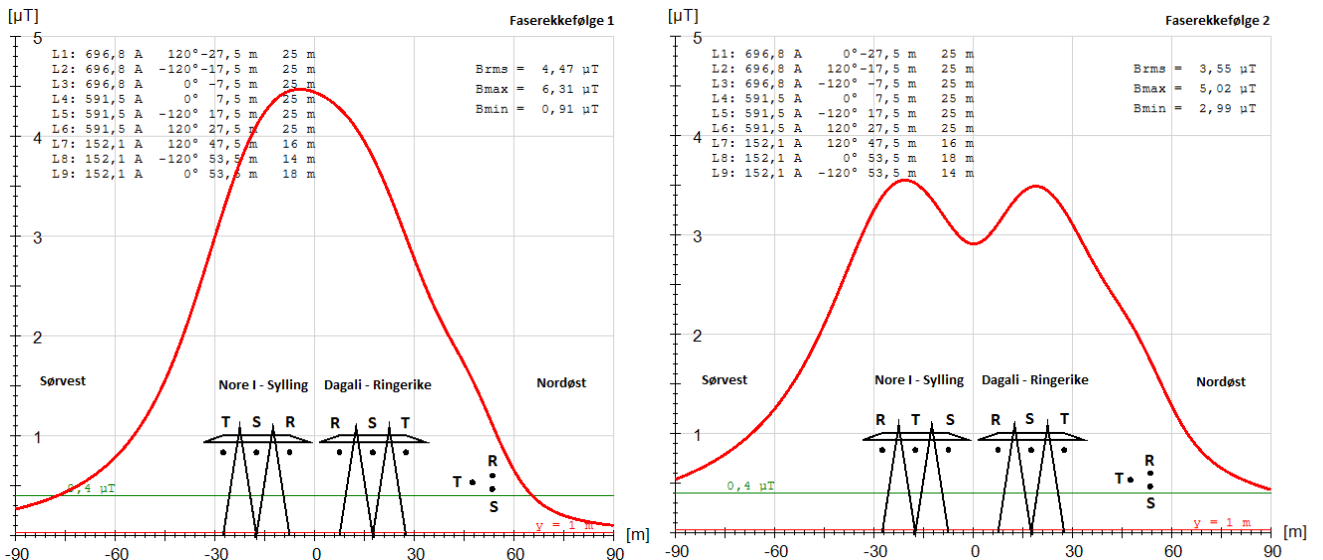 [µT]
Faserekkefølge 1
5
L1: 696,8 A 120°-27,5 m 25 m
L2: 696,8 A -120°-17,5 m 25 m
L3: 696,8 A 0° -7,5 m 25 m
L4: 591,5 A 0° 7,5 m 25 m
L5: 591,5 A -120° 17,5 m 25 m
L6: 591,5 A 120° 27,5 m 25 m
L7: 152,1 A 120° 47,5 m 16 m
L8: 152,1 A -120° 53,5 m 14 m
L9: 152,1 A 0° 53,5 m 18 m
Brms = 4,47 µT
Bmax = 6,31 µT
Bmin = 0,91 µT
4
3
2
Sørvest
Nore I - Sylling
Dagali - Ringerike
Nordøst
T S R
R S T
1
R
T
S
0,4 µT
y = 1 m
[m]
-90 -60 -30 0 30 60 90
[µT]
Faserekkefølge 2
5
L1: 696,8 A 0°-27,5 m 25 m
L2: 696,8 A 120°-17,5 m 25 m
L3: 696,8 A -120° -7,5 m 25 m
L4: 591,5 A 0° 7,5 m 25 m
L5: 591,5 A -120° 17,5 m 25 m
L6: 591,5 A 120° 27,5 m 25 m
L7: 152,1 A 120° 47,5 m 16 m
L8: 152,1 A 0° 53,5 m 18 m
L9: 152,1 A -120° 53,5 m 14 m
Brms = 3,55 µT
Bmax = 5,02 µT
Bmin = 2,99 µT
4
3
2
Sørvest
Nore I - Sylling
Dagali - Ringerike
Nordøst
R T S
R S T
1
R
T
S
0,4 µT
y = 1 m
[m]
-90 -60 -30 0 30 60 90